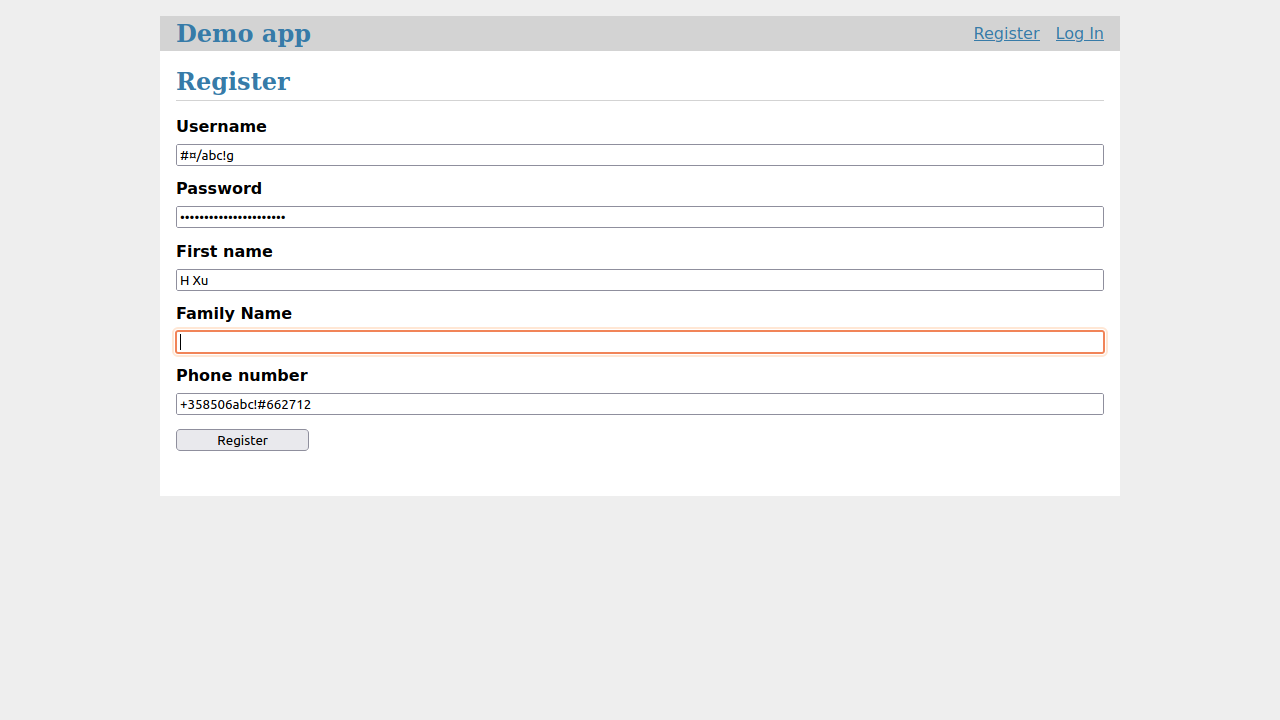 Demo app
Register Log In
Register
Username
#¤/abc!g
Password
••••••••••••••••••••••
First name
H Xu
Family Name
Phone number
+358506abc!#662712
Register